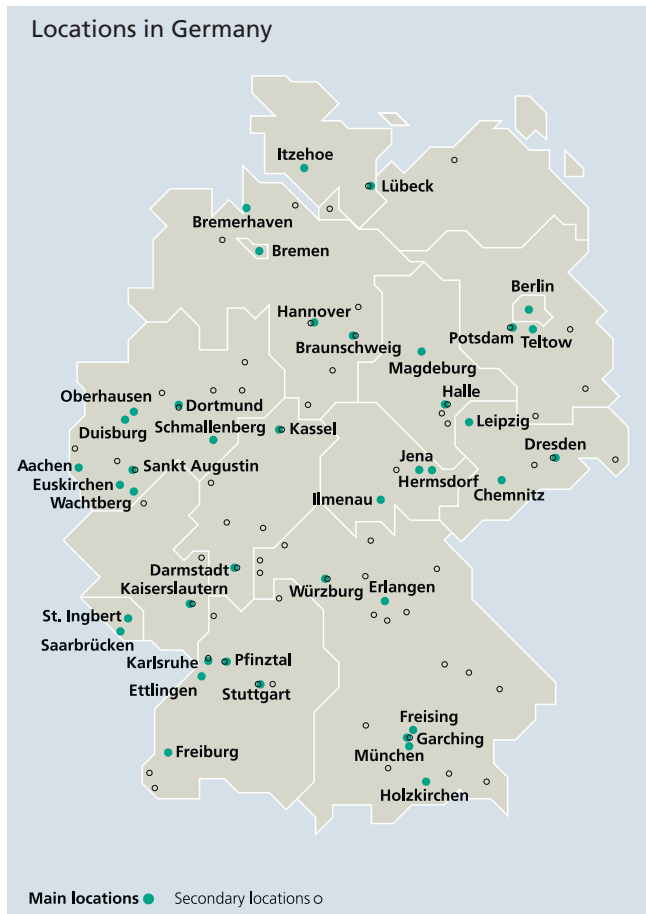 Locations in Germany
Itzehoe
Lübeck
Bremerhaven
Bremen
Berlin
Hannover
Potsdam
Teltow
Braunschweig
Magdeburg
Oberhausen
Halle
Dortmund
Duisburg
Leipzig
Schmallenberg
Kassel
Dresden
Jena
Aachen
Sankt Augustin
Hermsdorf
Euskirchen
Chemnitz
Wachtberg
Ilmenau
Darmstadt
Kaiserslautern
Würzburg
Erlangen
St. Ingbert
Saarbrücken
Karlsruhe
Pfinztal
Ettlingen
Stuttgart
Freising
Freiburg
Garching
München
Holzkirchen
Main locations
Secondary locations